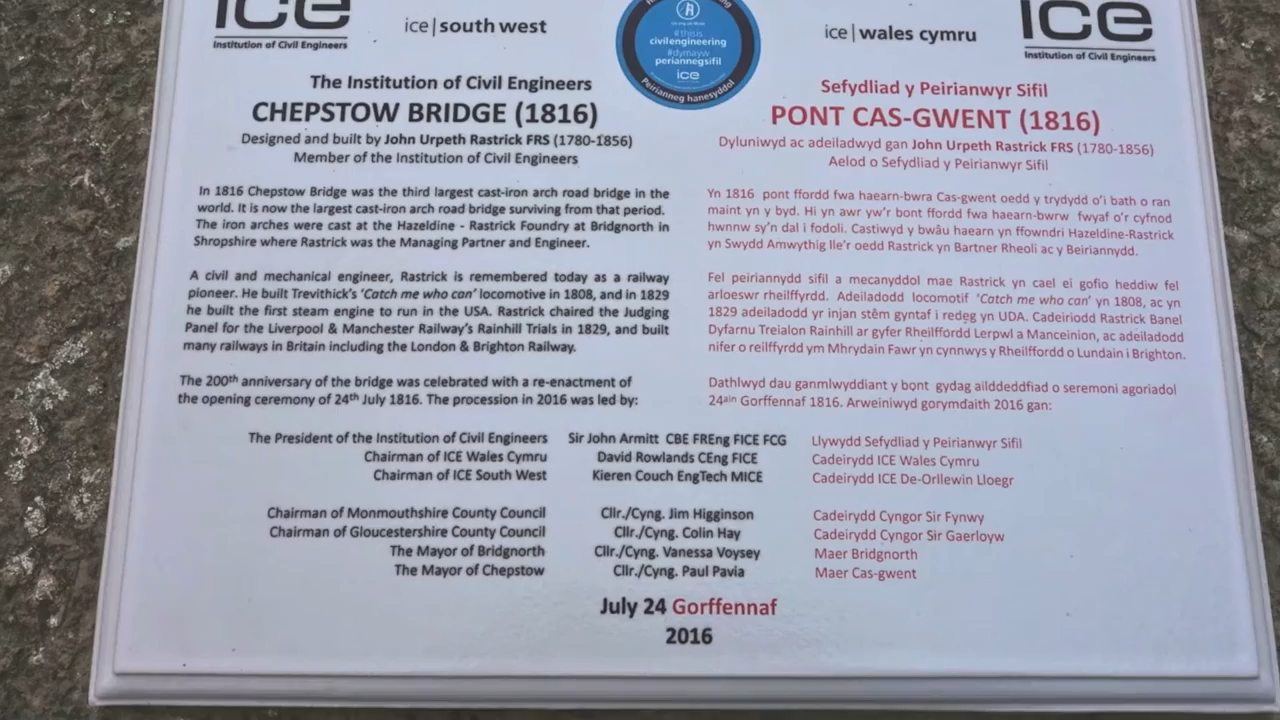 ice
Institution of Civil Engineers
ice | south west
#thisis
civilengineering
#dymayw
periannegsifil
ice
Peirianneg hanesyddol
ice | wales cymru
ice
Institution of Civil Engineers
The Institution of Civil Engineers
CHEPSTOW BRIDGE (1816)
Designed and built by John Urpeth Rastrick FRS (1780-1856)
Member of the Institution of Civil Engineers
In 1816 Chepstow Bridge was the third largest cast-iron arch road bridge in the
world. It is now the largest cast-iron arch road bridge surviving from that period.
The iron arches were cast at the Hazeldine - Rastrick Foundry at Bridgnorth in
Shropshire where Rastrick was the Managing Partner and Engineer.
A civil and mechanical engineer, Rastrick is remembered today as a railway
pioneer. He built Trevithick's 'Catch me who can' locomotive in 1808, and in 1829
he built the first steam engine to run in the USA. Rastrick chaired the Judging
Panel for the Liverpool & Manchester Railway's Rainhill Trials in 1829, and built
many railways in Britain including the London & Brighton Railway.
The 200th anniversary of the bridge was celebrated with a re-enactment of
the opening ceremony of 24th July 1816. The procession in 2016 was led by:
Sefydliad y Peirianwyr Sifil
PONT CAS-GWENT (1816)
Dyluniwyd ac adeiladwyd gan John Urpeth Rastrick FRS (1780-1856)
Aelod o Sefydliad y Peirianwyr Sifil
Yn 1816 pont ffordd fwa haearn-bwra Cas-gwent oedd y trydydd o'i bath o ran
maint yn y byd. Hi yn awr yw'r bont ffordd fwa haearn-bwrw fwyaf o'r cyfnod
hwnnw sy'n dal i fodoli. Castiwyd y bwâu haearn yn ffowndri Hazeldine-Rastrick
yn Swydd Amwythig lle'r oedd Rastrick yn Bartner Rheoli ac y Beiriannydd.
Fel peiriannydd sifil a mecanyddol mae Rastrick yn cael ei gofio heddiw fel
arloeswr rheilffyrdd. Adeiladodd locomotif 'Catch me who can' yn 1808, ac yn
1829 adeiladodd yr injan stêm gyntaf i redeg yn UDA. Cadeiriodd Rastrick Banel
Dyfarnu Treialon Rainhill ar gyfer Rheilffordd Lerpwl a Manceinion, ac adeiladodd
nifer o reilffyrdd ym Mhrydain Fawr yn cynnwys y Rheilffordd o Lundain i Brighton.
Dathlwyd dau ganmlwyddiant y bont gydag ailddeddfiad o seremoni agoriadol
24ain Gorffennaf 1816. Arweiniwyd gorymdaith 2016 gan:
The President of the Institution of Civil Engineers Sir John Armitt CBE FREng FICE FCG Llywydd Sefydliad y Peirianwyr Sifil
Chairman of ICE Wales Cymru David Rowlands CEng FICE Cadeirydd ICE Wales Cymru
Chairman of ICE South West Kieren Couch EngTech MICE Cadeirydd ICE De-Orllewin Lloegr
Chairman of Monmouthshire County Council Cllr./Cyng. Jim Higginson Cadeirydd Cyngor Sir Fynwy
Chairman of Gloucestershire County Council Cllr./Cyng. Colin Hay Cadeirydd Cyngor Sir Gaerloyw
The Mayor of Bridgnorth Cllr./Cyng. Vanessa Voysey Maer Bridgnorth
The Mayor of Chepstow Cllr./Cyng. Paul Pavia Maer Cas-gwent
July 24 Gorffennaf
2016